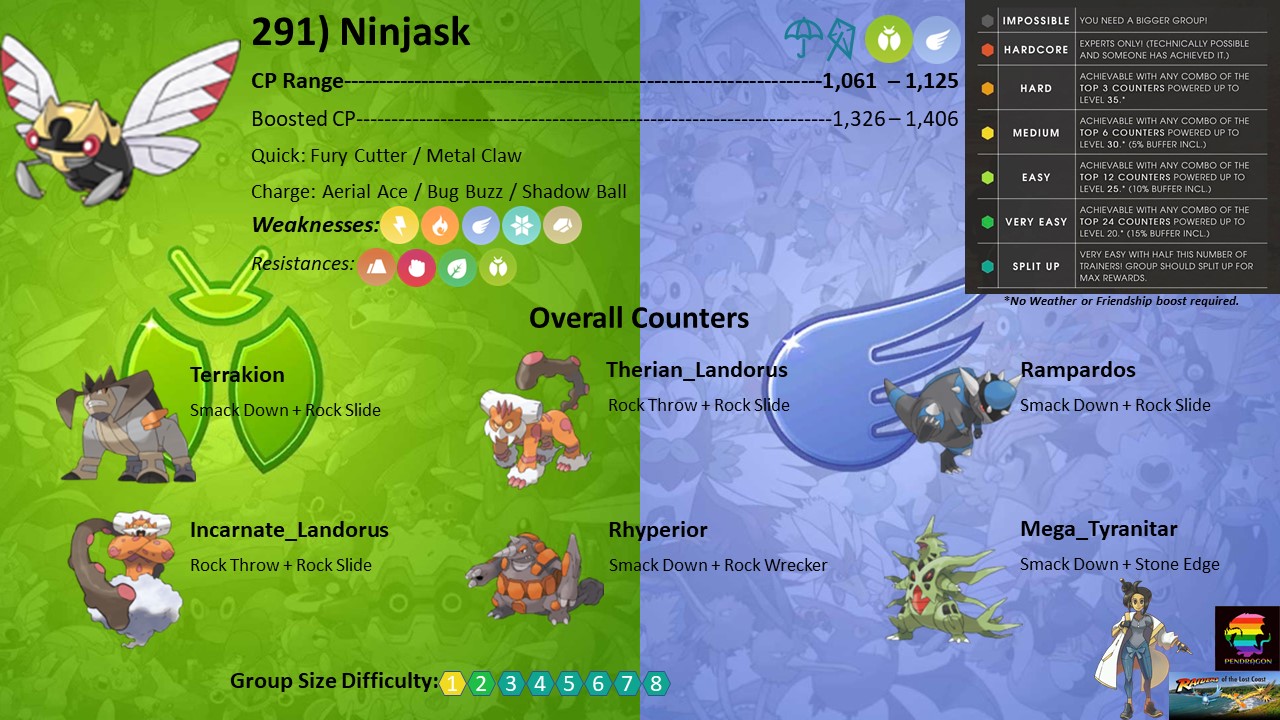 291) Ninjask
CP Range------------------------------------------------------------------------1,061 – 1,125
Boosted CP------------------------------------------------------------------------1,326 – 1,406
Quick: Fury Cutter / Metal Claw
Charge: Aerial Ace / Bug Buzz / Shadow Ball
Weaknesses:
Resistances:
IMPOSSIBLE YOU NEED A BIGGER GROUP!
HARDCORE EXPERTS ONLY! (TECHNICALLY POSSIBLE
AND SOMEONE HAS ACHIEVED IT.)
HARD ACHIEVABLE WITH ANY COMBO OF THE
TOP 3 COUNTERS POWERED UP TO
LEVEL 35.*
MEDIUM ACHIEVABLE WITH ANY COMBO OF THE
TOP 6 COUNTERS POWERED UP TO
LEVEL 30.* (5% BUFFER INCL.)
EASY ACHIEVABLE WITH ANY COMBO OF THE
TOP 12 COUNTERS POWERED UP TO
LEVEL 25.* (10% BUFFER INCL.)
VERY EASY ACHIEVABLE WITH ANY COMBO OF THE
TOP 24 COUNTERS POWERED UP TO
LEVEL 20.* (15% BUFFER INCL.)
SPLIT UP VERY EASY WITH HALF THIS NUMBER OF
TRAINERS! GROUP SHOULD SPLIT UP FOR
MAX REWARDS.
*No Weather or Friendship boost required.
Overall Counters
Terrakion
Smack Down + Rock Slide
Therian_Landorus
Rock Throw + Rock Slide
Rampardos
Smack Down + Rock Slide
Incarnate_Landorus
Rock Throw + Rock Slide
Rhyperior
Smack Down + Rock Wrecker
Mega_Tyranitar
Smack Down + Stone Edge
Group Size Difficulty: 1 2 3 4 5 6 7 8
PENDRAGON
RAIDERS of the Lost Coast